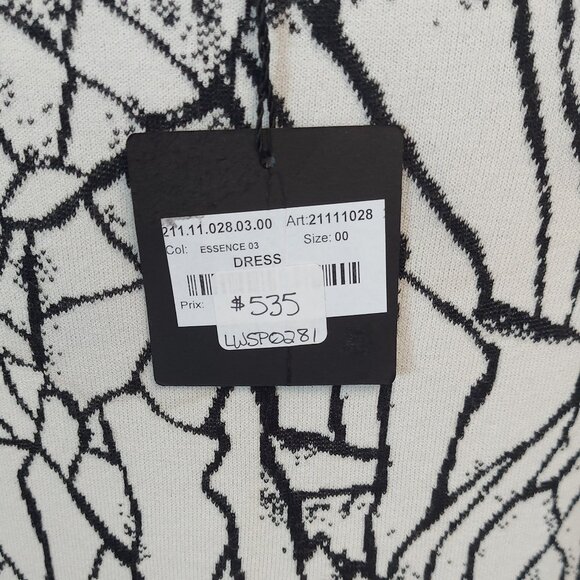 211.11.028.03.00 Art:21111028
Col: ESSENCE 03 Size: 00
DRESS
Prix: $535
LWSP0281